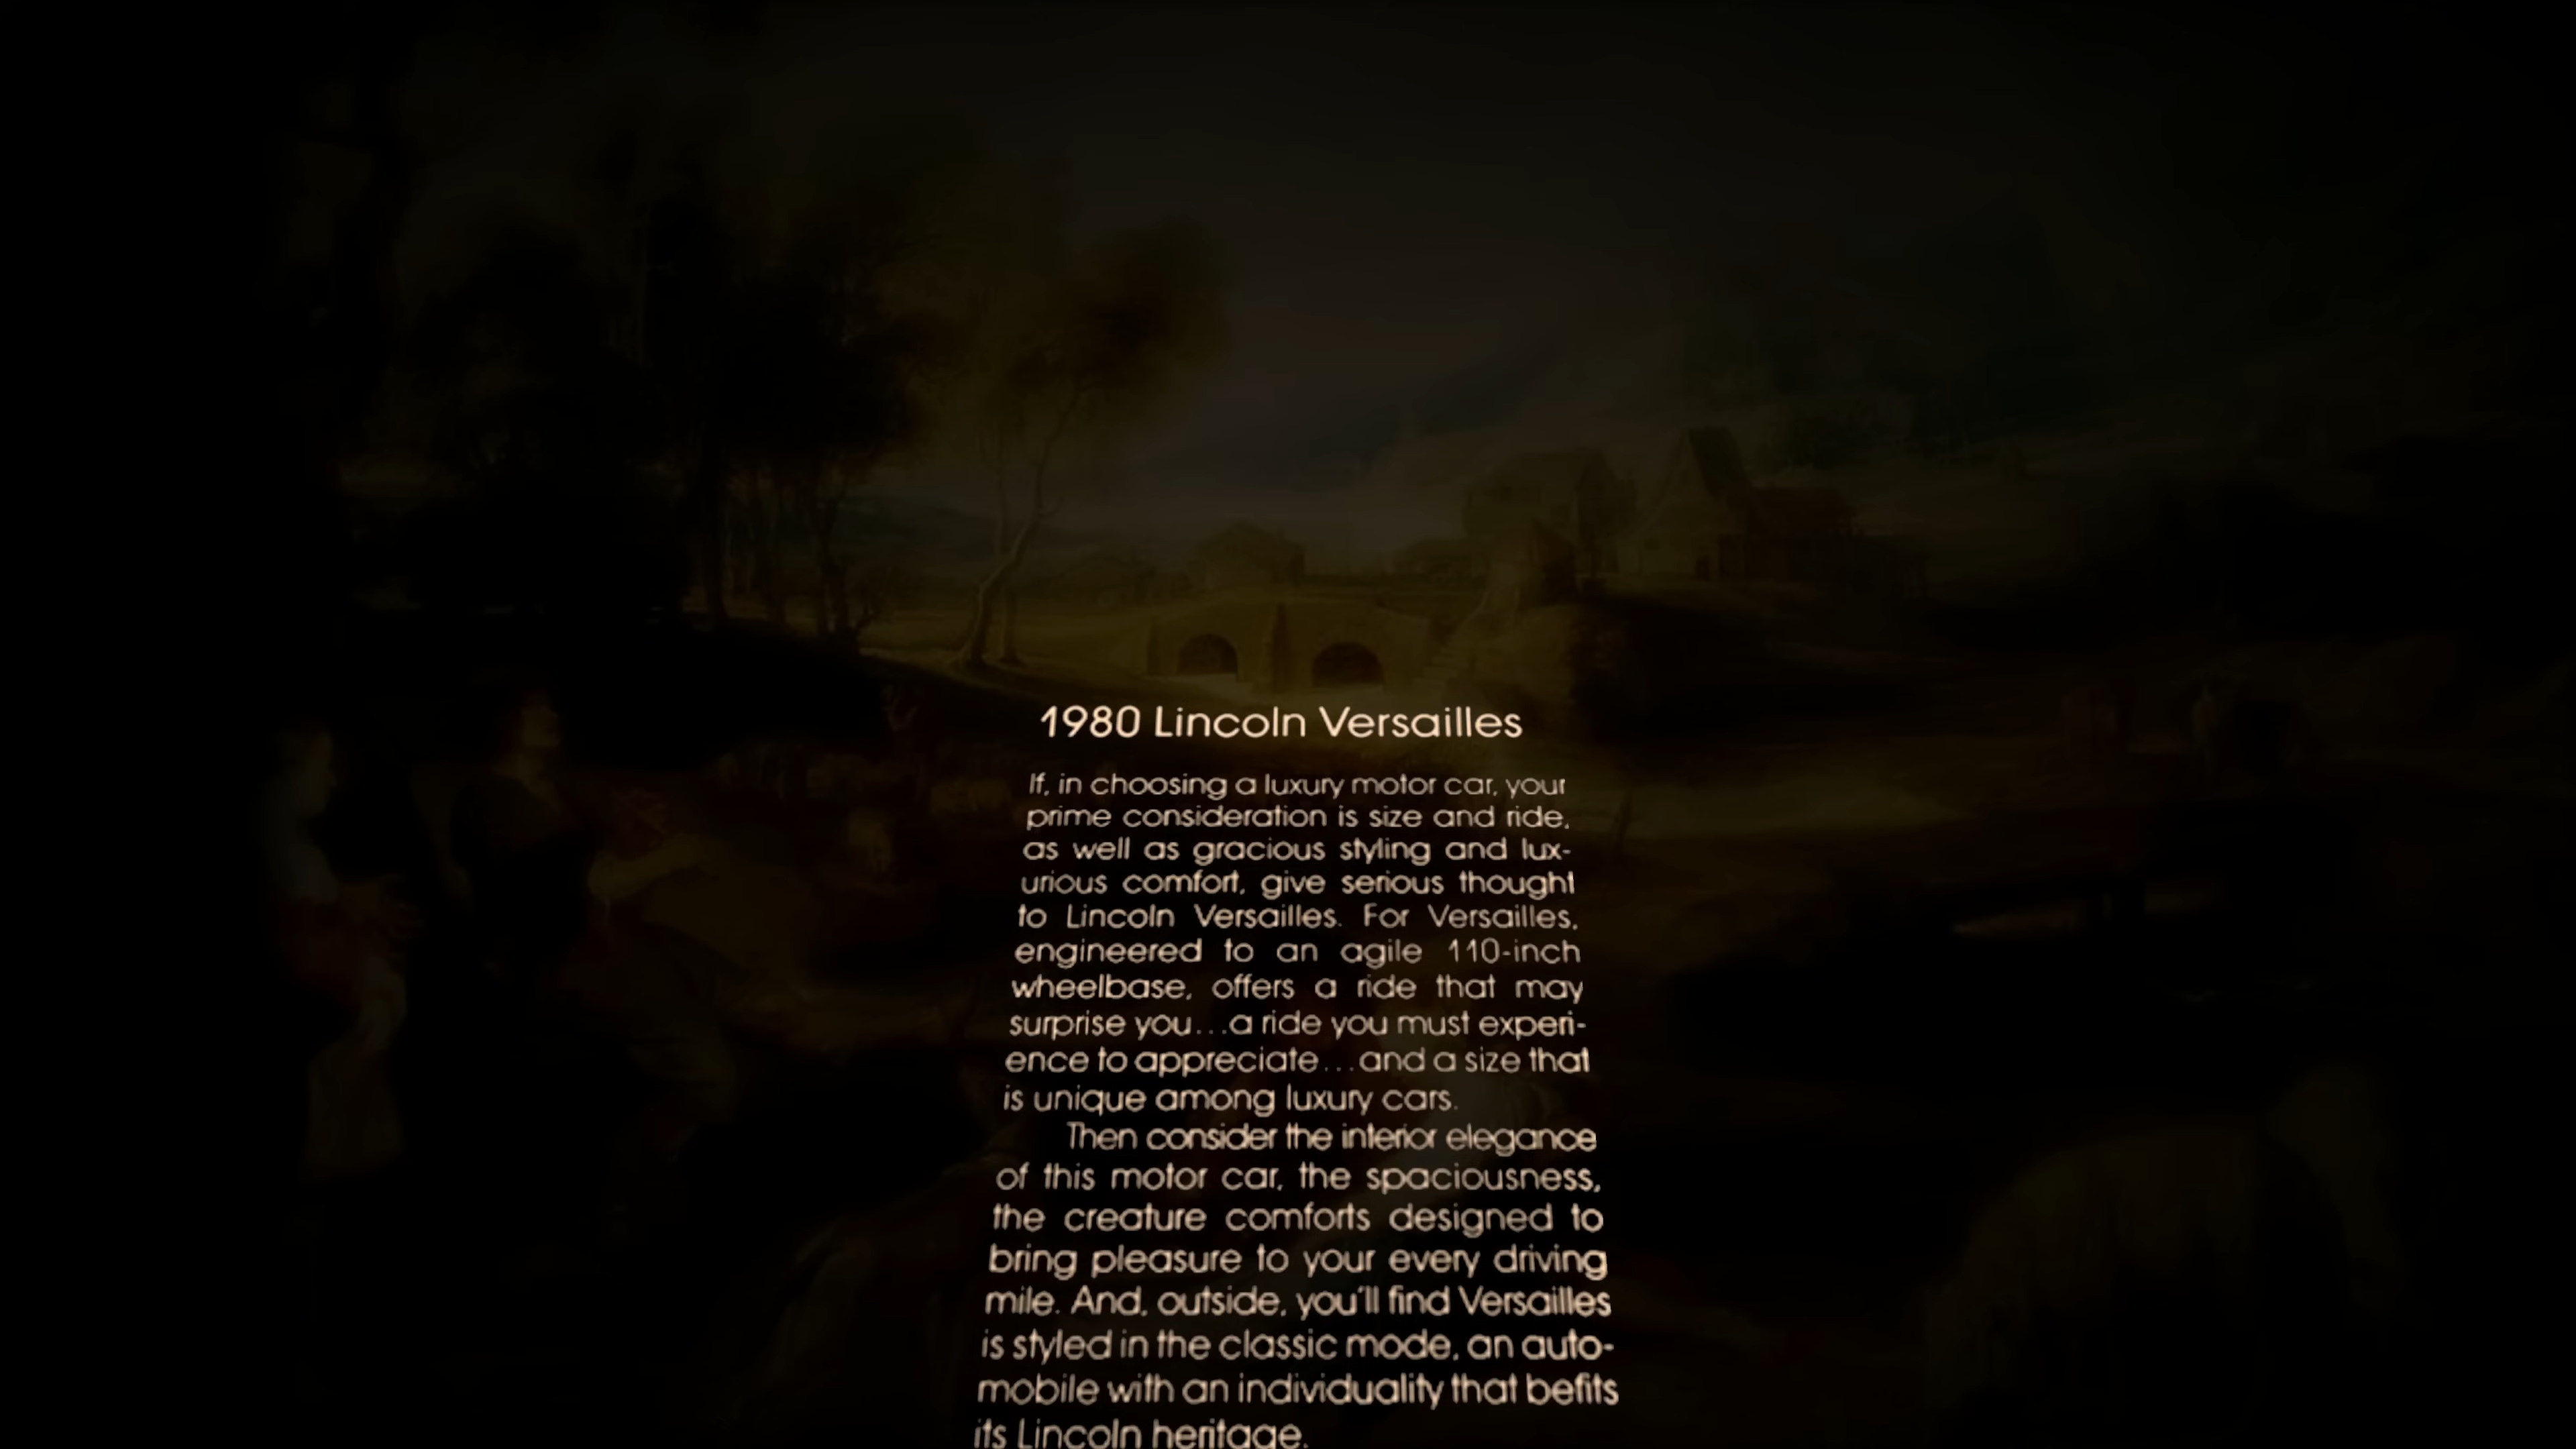 1980 Lincoln Versailles
If, in choosing a luxury motor car, your
prime consideration is size and ride,
as well as gracious styling and lux-
urious comfort, give serious thought
to Lincoln Versailles. For Versailles,
engineered to an agile 110-inch
wheelbase, offers a ride that may
surprise you...a ride you must experi-
ence to appreciate...and a size that
is unique among luxury cars.
Then consider the interior elegance
of this motor car, the spaciousness,
the creature comforts designed to
bring pleasure to your every driving
mile. And, outside, you'll find Versailles
is styled in the classic mode, an auto-
mobile with an individuality that befits
its Lincoln heritage.